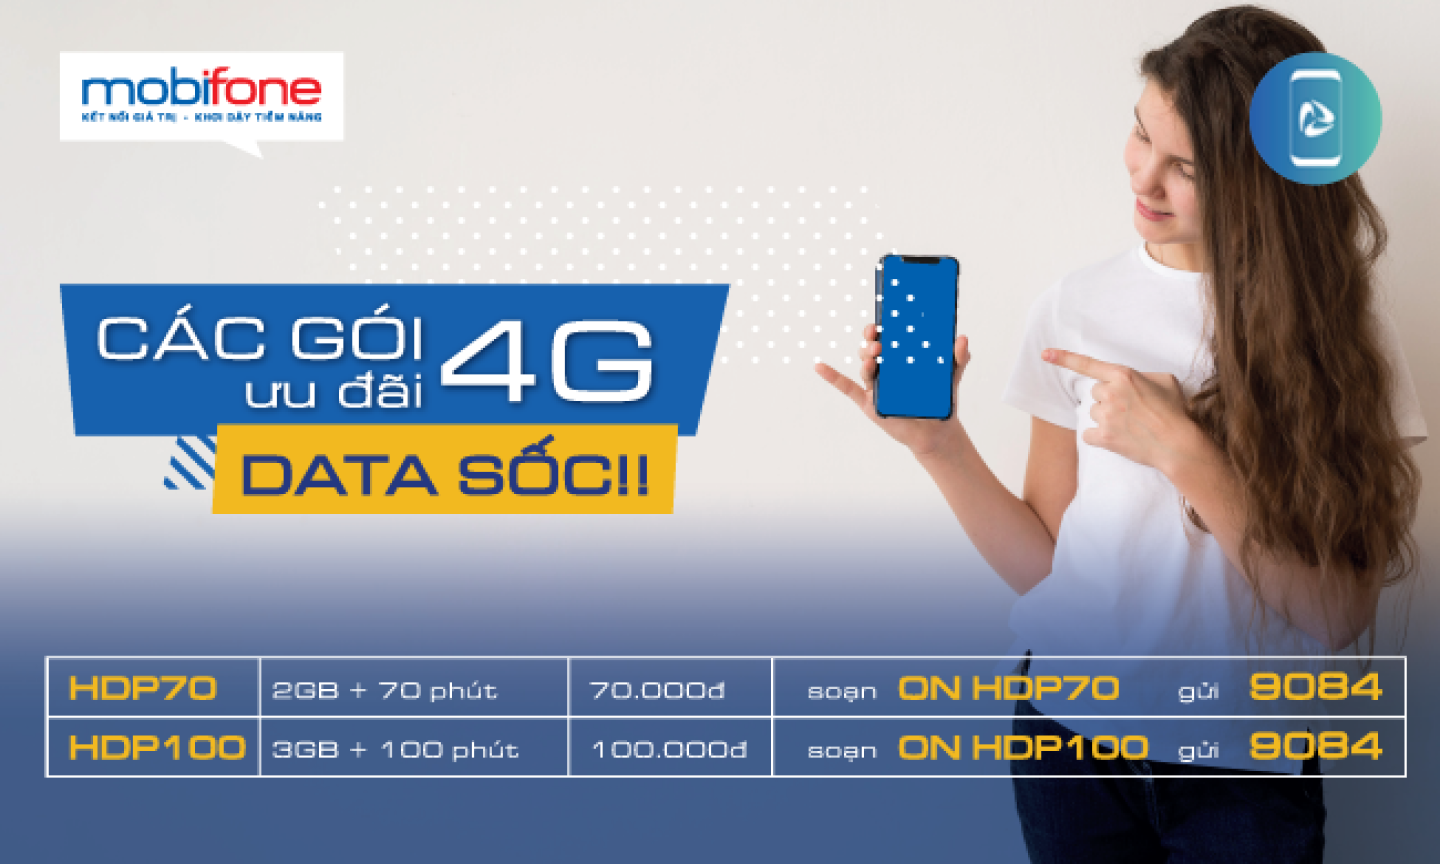 mobifone
KẾT NỐI GIÁ TRỊ - KHƠI DẬY TIỀM NĂNG
CÁC GÓI
ưu đãi
4G
DATA SỐC!!
HDP70 2GB + 70 phút 70.000đ soạn ON HDP70 gửi 9084
HDP100 3GB + 100 phút 100.000đ soạn ON HDP100 gửi 9084